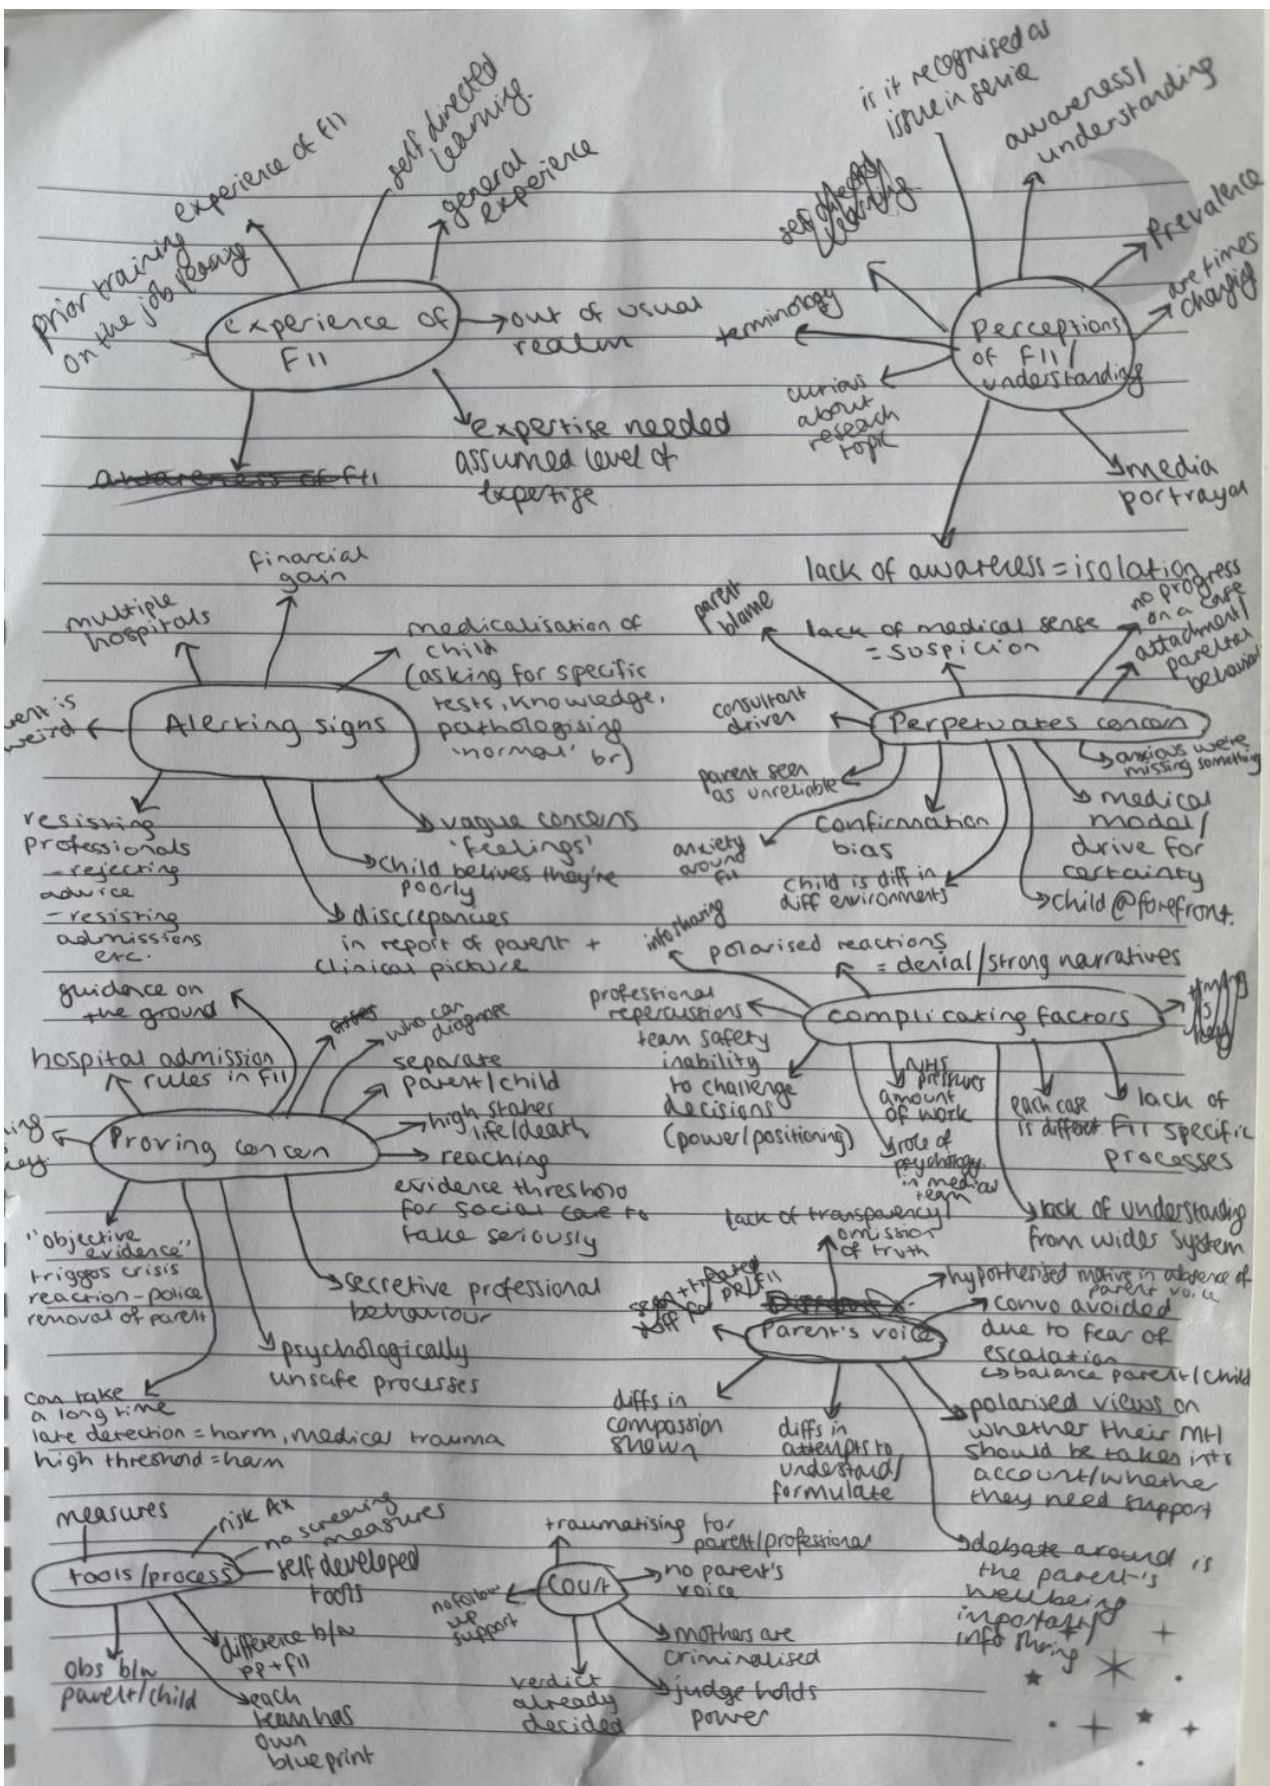 prior training
on the job learning
experience of FII
self directed
learning.
general
experience
experience of
FII
out of usual
realm
expertise needed
assumed level of
expertise
awareness of FII
is it recognised as
issue in service
awareness/
understanding
Prevalence
are times
changing
self directed
learning
terminology
curious
about
research
topic
Perceptions
of FII/
understanding
media
portrayal
lack of awareness = isolation
financial
gain
multiple
hospitals
medicalisation of
child
(asking for specific
tests, knowledge,
pathologising
'normal' br)
Alerting signs
weird
resisting
professionals
- rejecting
advice
- resisting
admissions
etc.
vague concerns
'feelings'
child belives they're
poorly
discrepancies
in report of parent +
clinical picture
parent
blame
lack of medical sense
= suspicion
no progress
on a case
attachment/
parental
behaviour
consultant
driven
Perpetuates concern
anxious we're
missing something
parent seen
as unreliable
anxiety
around
FII
confirmation
bias
child is diff in
diff environments
medical
model/
drive for
certainty
child @ forefront.
info sharing
polarised reactions
= denial/strong narratives
professional
repercussions
complicating factors
timing
is
key
team safety
inability
to challenge
decisions
(power/positioning)
NHS
pressures
amount
of work
role of
psychology
in medical
team
each case
is different
lack of
FII specific
processes
lack of understanding
from wider system
guidence on
the ground
hospital admission
rules in FII
who can
diagnose
separate
parent/child
high stakes
life/death
Proving concern
reaching
evidence threshold
for social care to
take seriously
"objective
evidence"
triggers crisis
reaction - police
removal of parent
secretive professional
behaviour
psychologically
unsafe processes
can take
a long time
late detection = harm, medical trauma
high threshold = harm
lack of transparency/
omission
of truth
seen + treated
diff for PP/FII
hypothesised motive in absence of
parent voice
Parent's voice
convo avoided
due to fear of
escalation
↳ balance parent/child
diffs in
compassion
shown
diffs in
attempts to
understand/
formulate
polarised views on
whether their MH
should be taken into
account/whether
they need support
debate around is
the parent's
wellbeing
important/
info sharing
measures
risk Ax
no screening
measures
tools/process
self developed
tools
difference b/w
pp + FII
obs b/w
parent/child
each
team has
own
blueprint
traumatising for
parent/professional
court
no parent's
voice
no follow
up
support
mothers are
criminalised
verdict
already
decided
judge holds
power